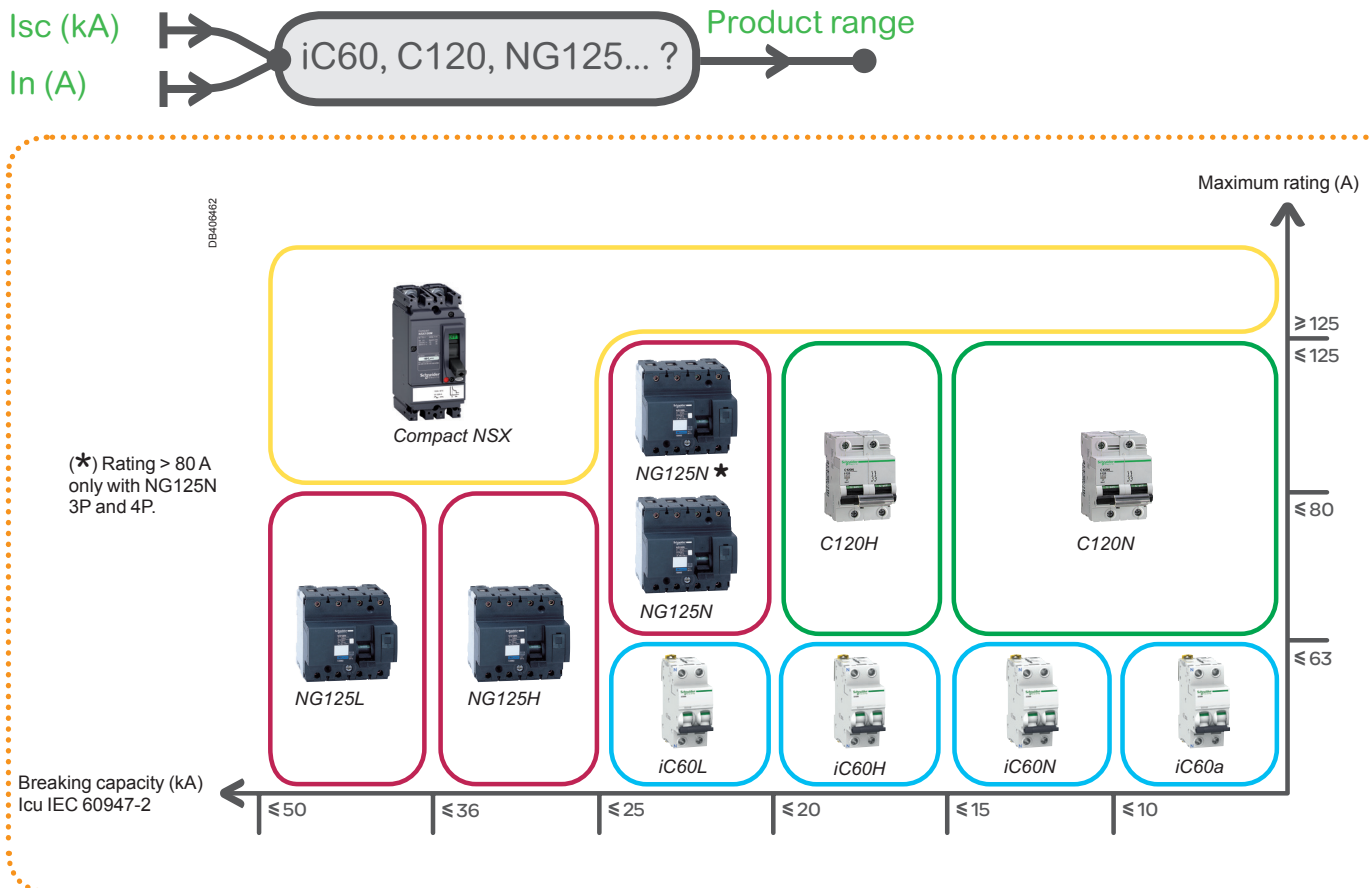 Isc (kA)
In (A)
iC60, C120, NG125... ?
Product range
Maximum rating (A)
DB406462
⩾ 125
⩽ 125
Compact NSX
(*) Rating > 80 A
only with NG125N
3P and 4P.
NG125N *
⩽ 80
C120H
C120N
NG125N
⩽ 63
NG125L
NG125H
iC60L
iC60H
iC60N
iC60a
Breaking capacity (kA)
Icu IEC 60947-2
⩽ 50
⩽ 36
⩽ 25
⩽ 20
⩽ 15
⩽ 10